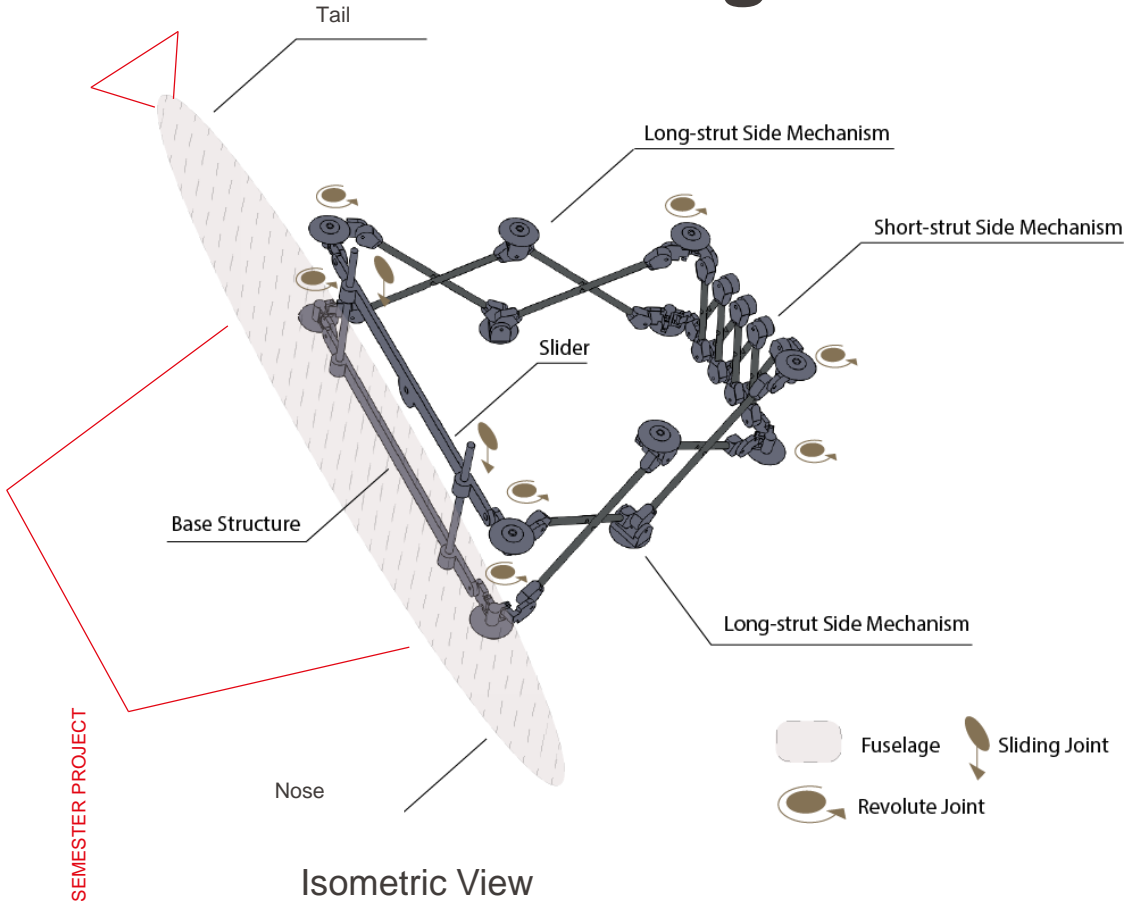 Tail
Long-strut Side Mechanism
Short-strut Side Mechanism
Slider
Base Structure
Long-strut Side Mechanism
Fuselage
Sliding Joint
Revolute Joint
Nose
SEMESTER PROJECT
Isometric View